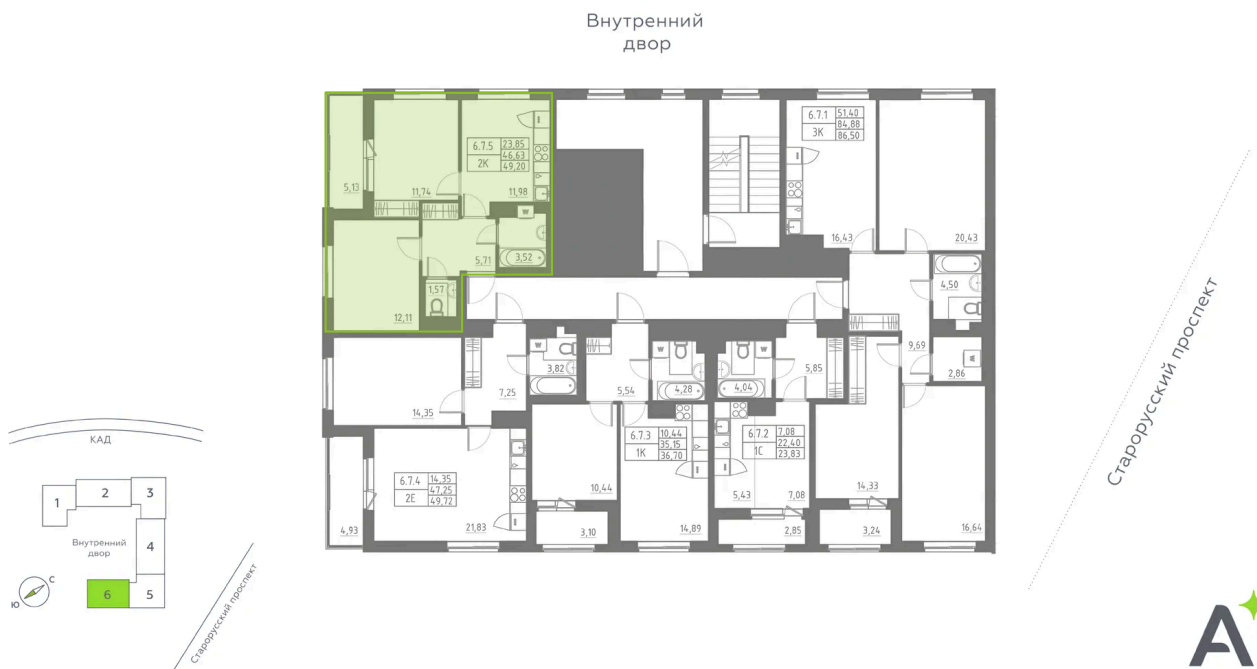 Внутренний
двор
6.7.5
23,85
46,63
2К
49,20
5,13
11,74
11,98
5,71
3,52
1,57
12,11
W
6.7.1
51,40
84,88
3К
86,50
16,43
20,43
4,50
9,69
2,86
W
14,35
7,25
W
3,82
5,54
W
4,28
W
4,04
5,85
6.7.4
14,35
47,25
2Е
49,72
21,83
4,93
10,44
3,10
6.7.3
10,44
35,15
1К
36,70
14,89
6.7.2
7,08
22,40
1С
23,83
5,43
7,08
2,85
14,33
3,24
16,64
Старорусский проспект
КАД
1
2
3
4
Внутренний
двор
5
6
С
Ю
Старорусский проспект
А